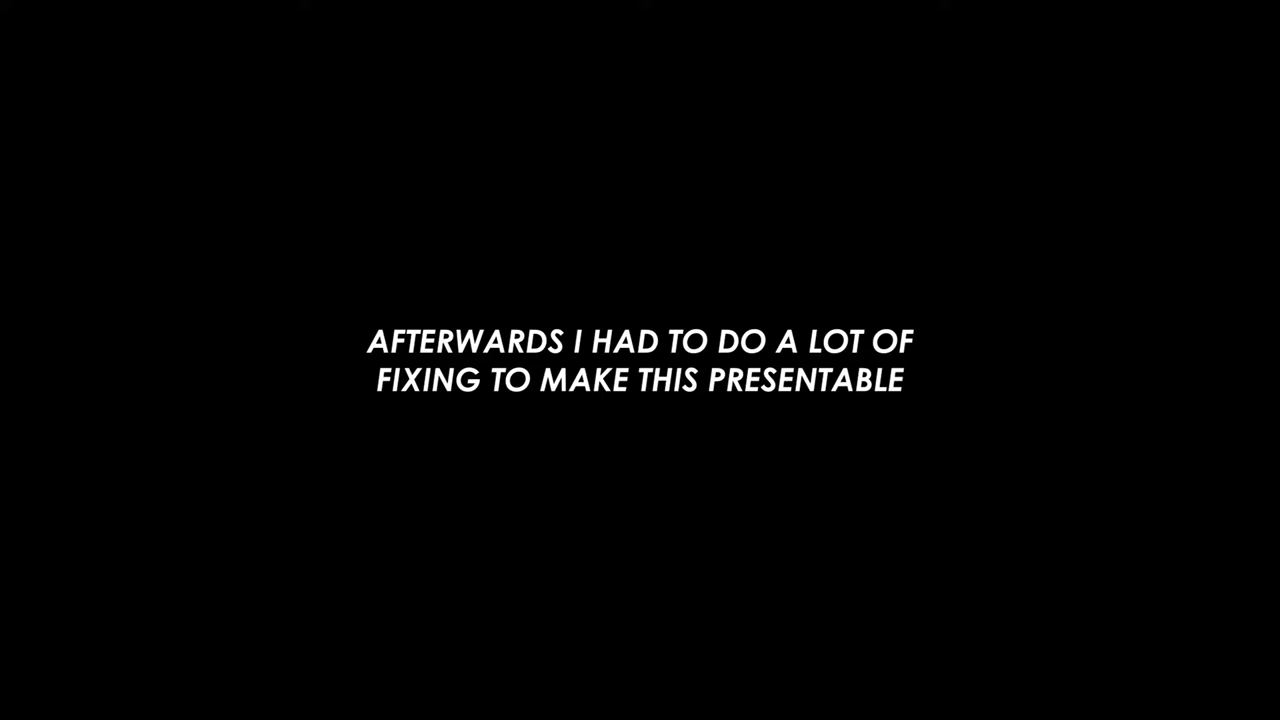 AFTERWARDS I HAD TO DO A LOT OF
FIXING TO MAKE THIS PRESENTABLE